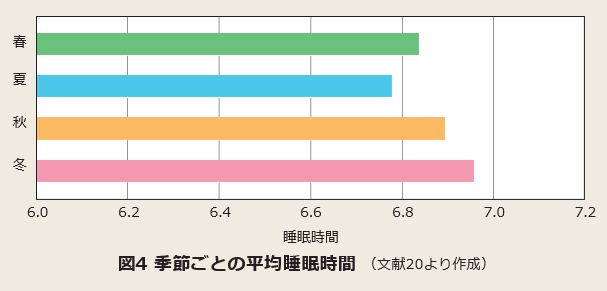 春
夏
秋
冬
6.0 6.2 6.4 6.6 6.8 7.0 7.2
睡眠時間
図4 季節ごとの平均睡眠時間 （文献20より作成）